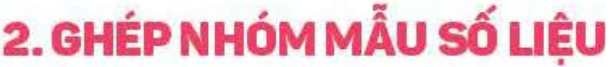 2. GHÉP NHÓM MẪU SỐ LIỆU